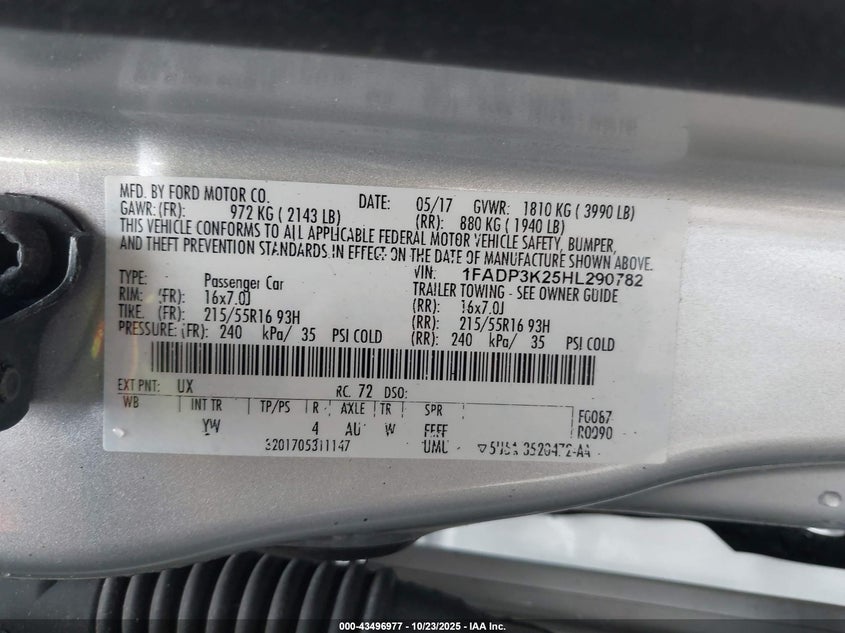 MFD. BY FORD MOTOR CO. DATE: 05/17 GVWR: 1810 KG ( 3990 LB)
GAWR: (FR): 972 KG ( 2143 LB) (RR): 880 KG ( 1940 LB)
THIS VEHICLE CONFORMS TO ALL APPLICABLE FEDERAL MOTOR VEHICLE SAFETY, BUMPER,
AND THEFT PREVENTION STANDARDS IN EFFECT ON THE DATE OF MANUFACTURE SHOWN ABOVE.
VIN: 1FADP3K25HL290782
TYPE: Passenger Car TRAILER TOWING - SEE OWNER GUIDE
RIM: (FR): 16x7.0J (RR): 16x7.0J
TIRE: (FR): 215/55R16 93H (RR): 215/55R16 93H
PRESSURE: (FR): 240 kPa/ 35 PSI COLD (RR): 240 kPa/ 35 PSI COLD
EXT PNT: UX RC: 72 DSO:
WB INT TR TP/PS R AXLE TR SPR F0067
YW 4 AU W FFFF R0090
3201705311147 UML
000-43496977 - 10/23/2025 - IAA Inc.